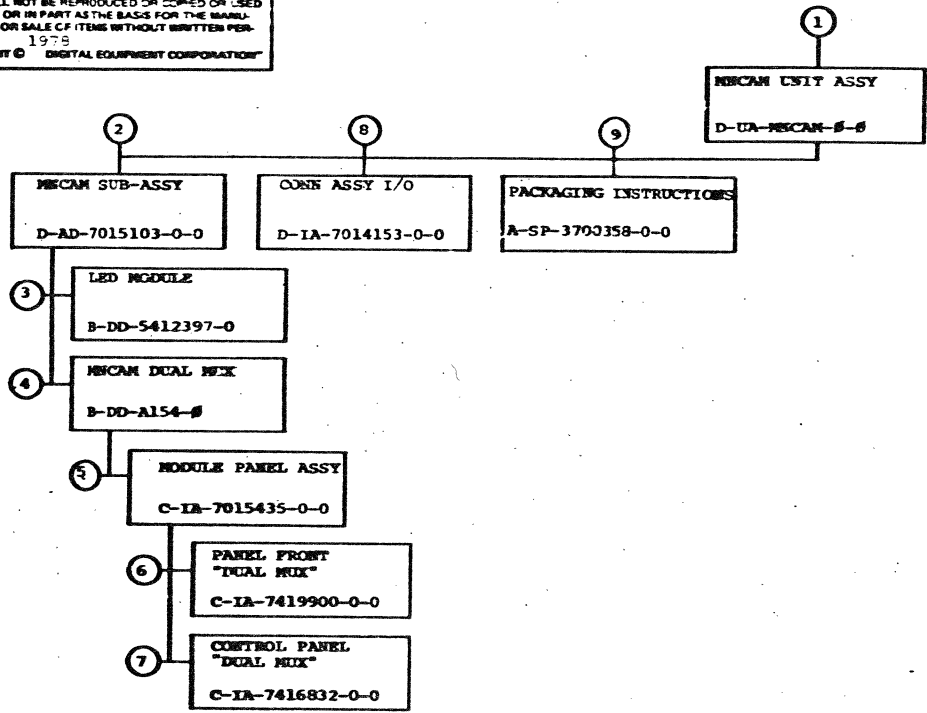 LL NOT BE REPRODUCED OR COPIED OR USED
OR IN PART AS THE BASIS FOR THE MANU-
OR SALE OF ITEMS WITHOUT WRITTEN PER-
1978
T © DIGITAL EQUIPMENT CORPORATION"
1
MNCAM UNIT ASSY
D-UA-MNCAM-0-0
2
8
9
MNCAM SUB-ASSY
D-AD-7015103-0-0
CONN ASSY I/O
D-IA-7014153-0-0
PACKAGING INSTRUCTIONS
A-SP-3700358-0-0
3
LED MODULE
B-DD-5412397-0
4
MNCAM DUAL MUX
B-DD-A154-0
5
MODULE PANEL ASSY
C-IA-7015435-0-0
6
PANEL FRONT
"DUAL MUX"
C-IA-7419900-0-0
7
CONTROL PANEL
"DUAL MUX"
C-IA-7416832-0-0